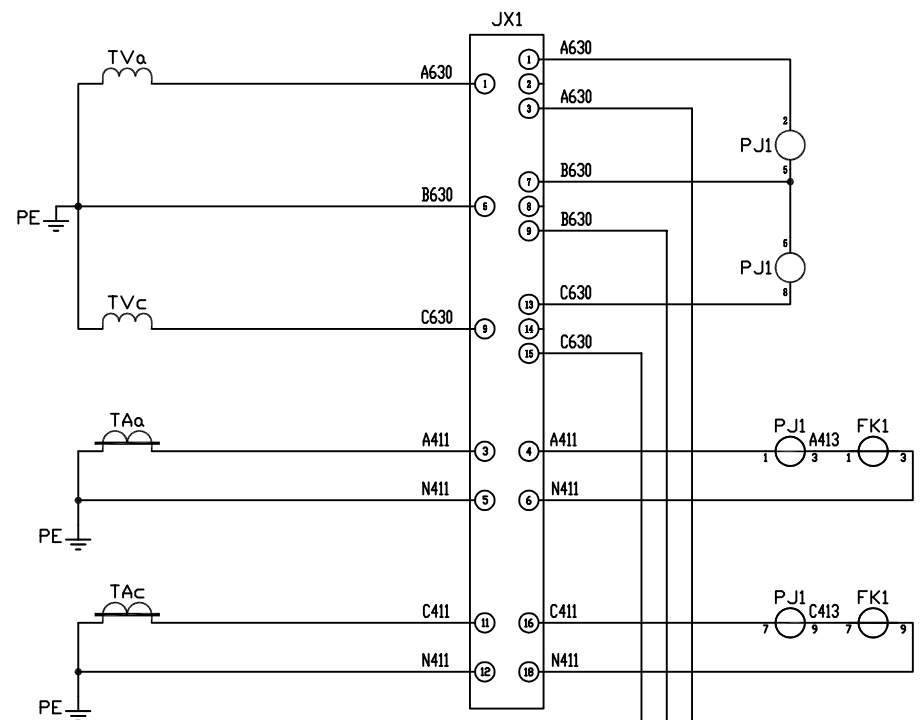 JX1
TVa
A630
1
1
A630
2
3
A630
2
PJ1
5
7
B630
B630
6
8
PE
9
B630
6
PJ1
8
TVc
C630
9
13
C630
14
15
C630
TAa
A411
3
4
A411
PJ1
A413
FK1
1
3
1
3
N411
5
6
N411
PE
TAc
C411
11
16
C411
PJ1
C413
FK1
7
9
7
9
N411
12
18
N411
PE